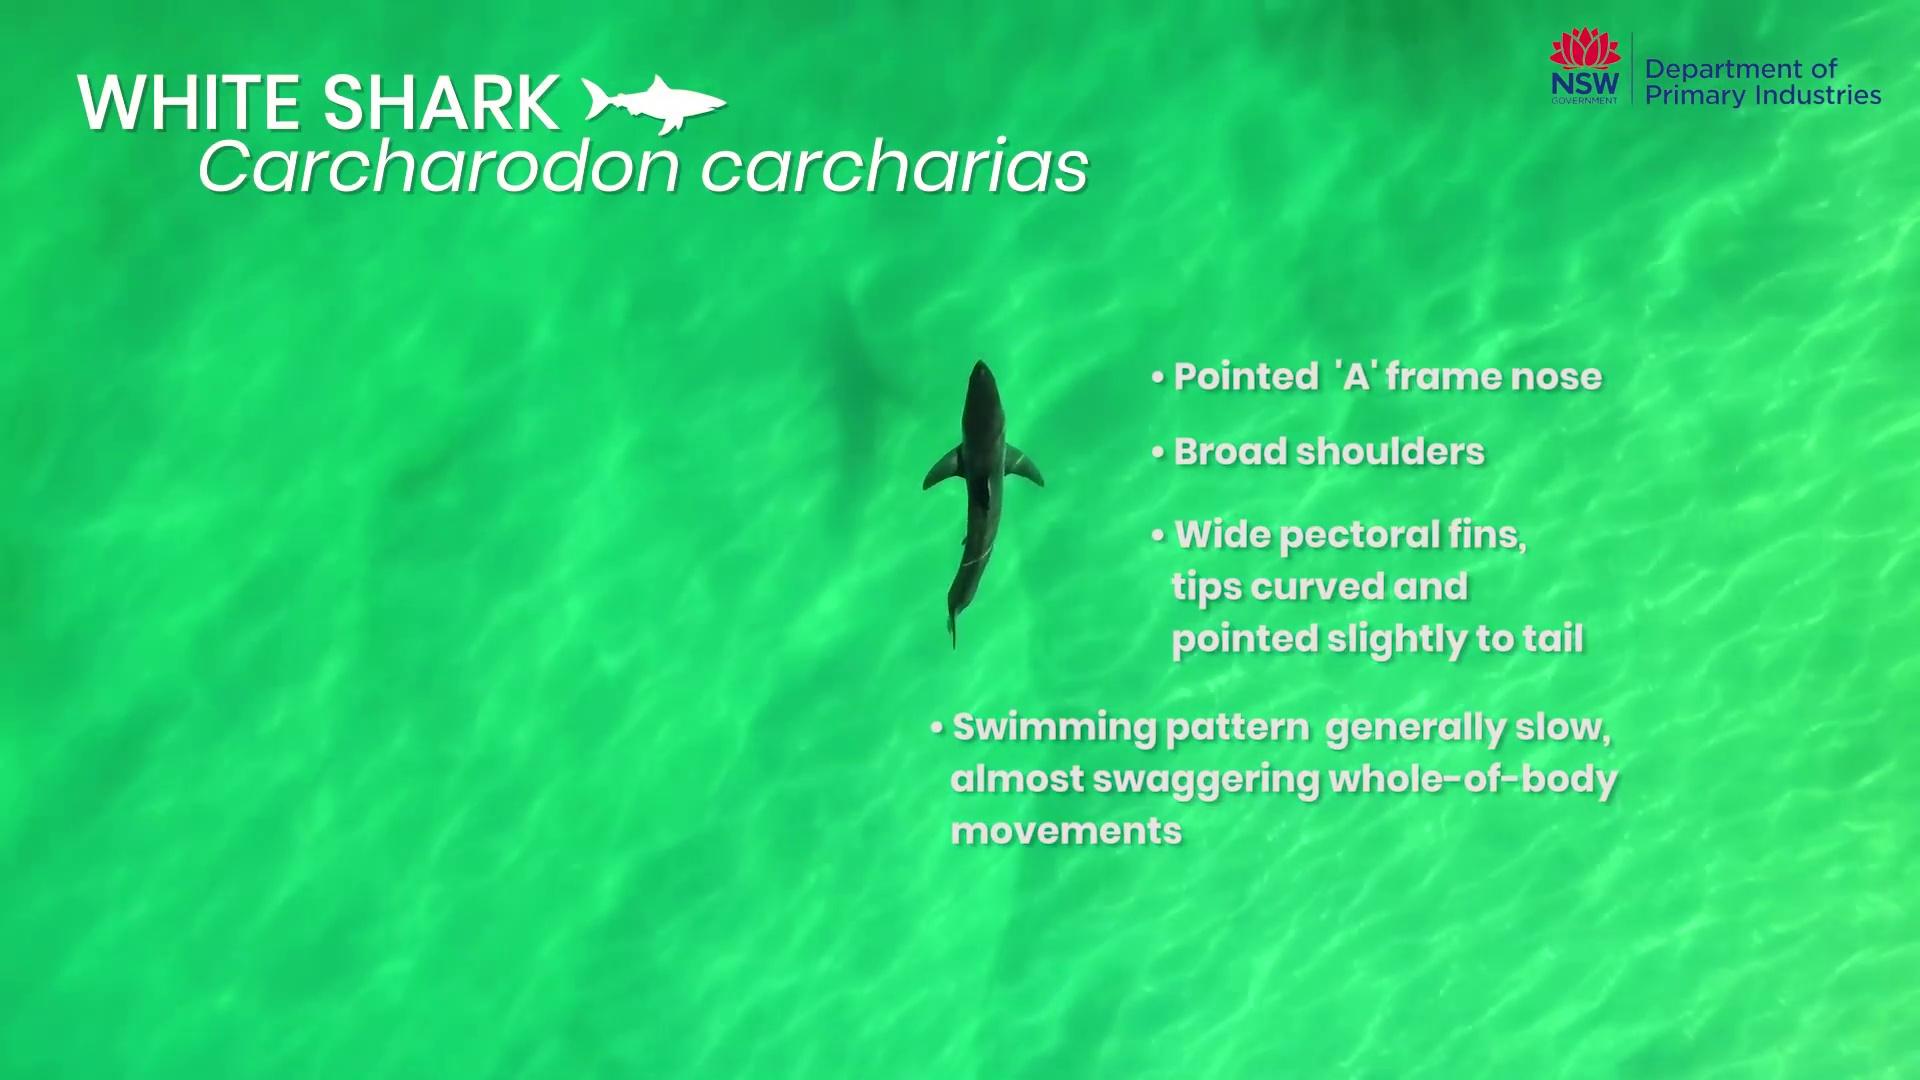 WHITE SHARK
Carcharodon carcharias
NSW
GOVERNMENT
Department of
Primary Industries
• Pointed 'A' frame nose
• Broad shoulders
• Wide pectoral fins,
tips curved and
pointed slightly to tail
• Swimming pattern generally slow,
almost swaggering whole-of-body
movements